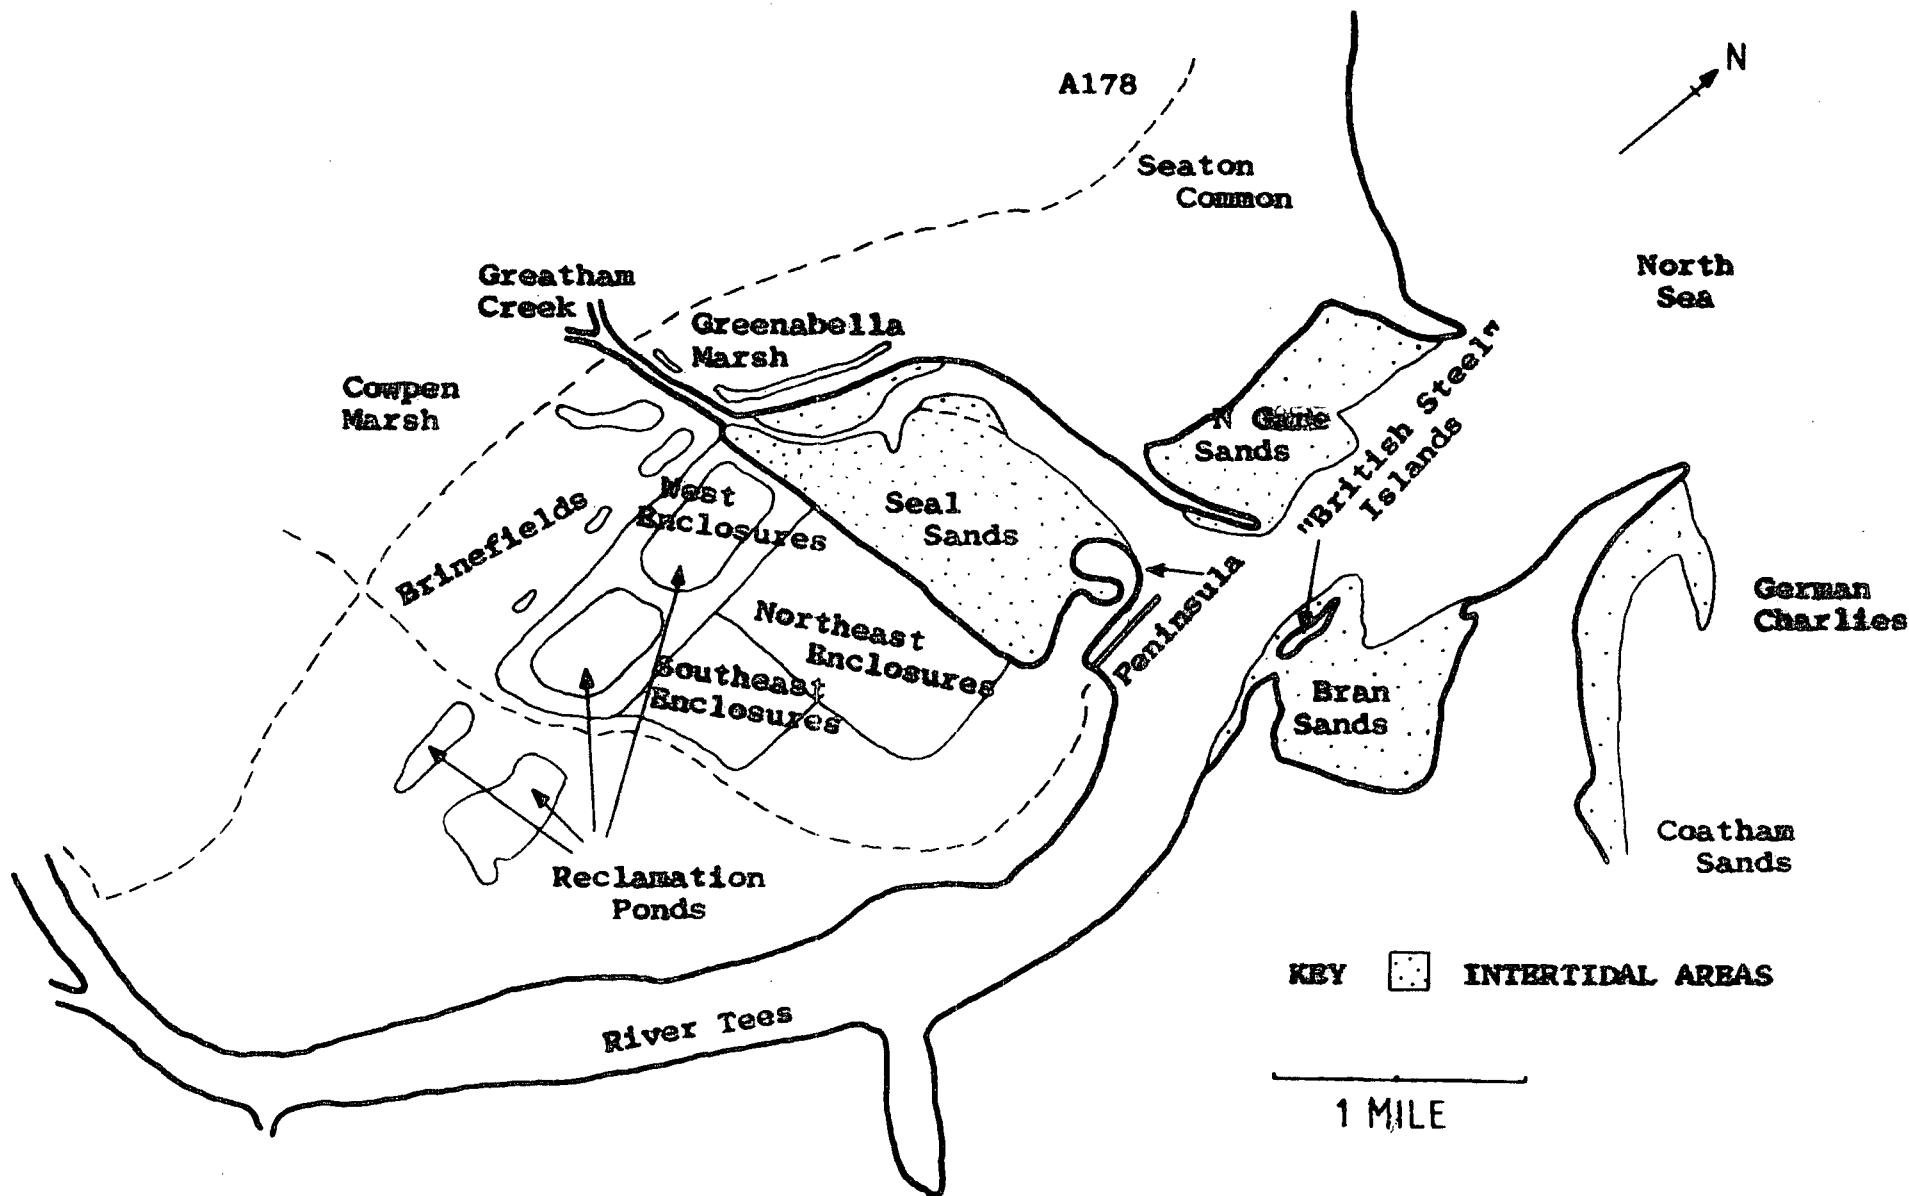 A178
N
Seaton
Common
North
Sea
Greatham
Creek
Greenabella
Marsh
Cowpen
Marsh
N Gare
Sands
"British Steel"
Islands
West
Enclosures
Seal
Sands
Brinefields
Peninsula
German
Charlies
Northeast
Enclosures
Southeast
Enclosures
Bran
Sands
Coatham
Sands
Reclamation
Ponds
KEY INTERTIDAL AREAS
River Tees
1 MILE